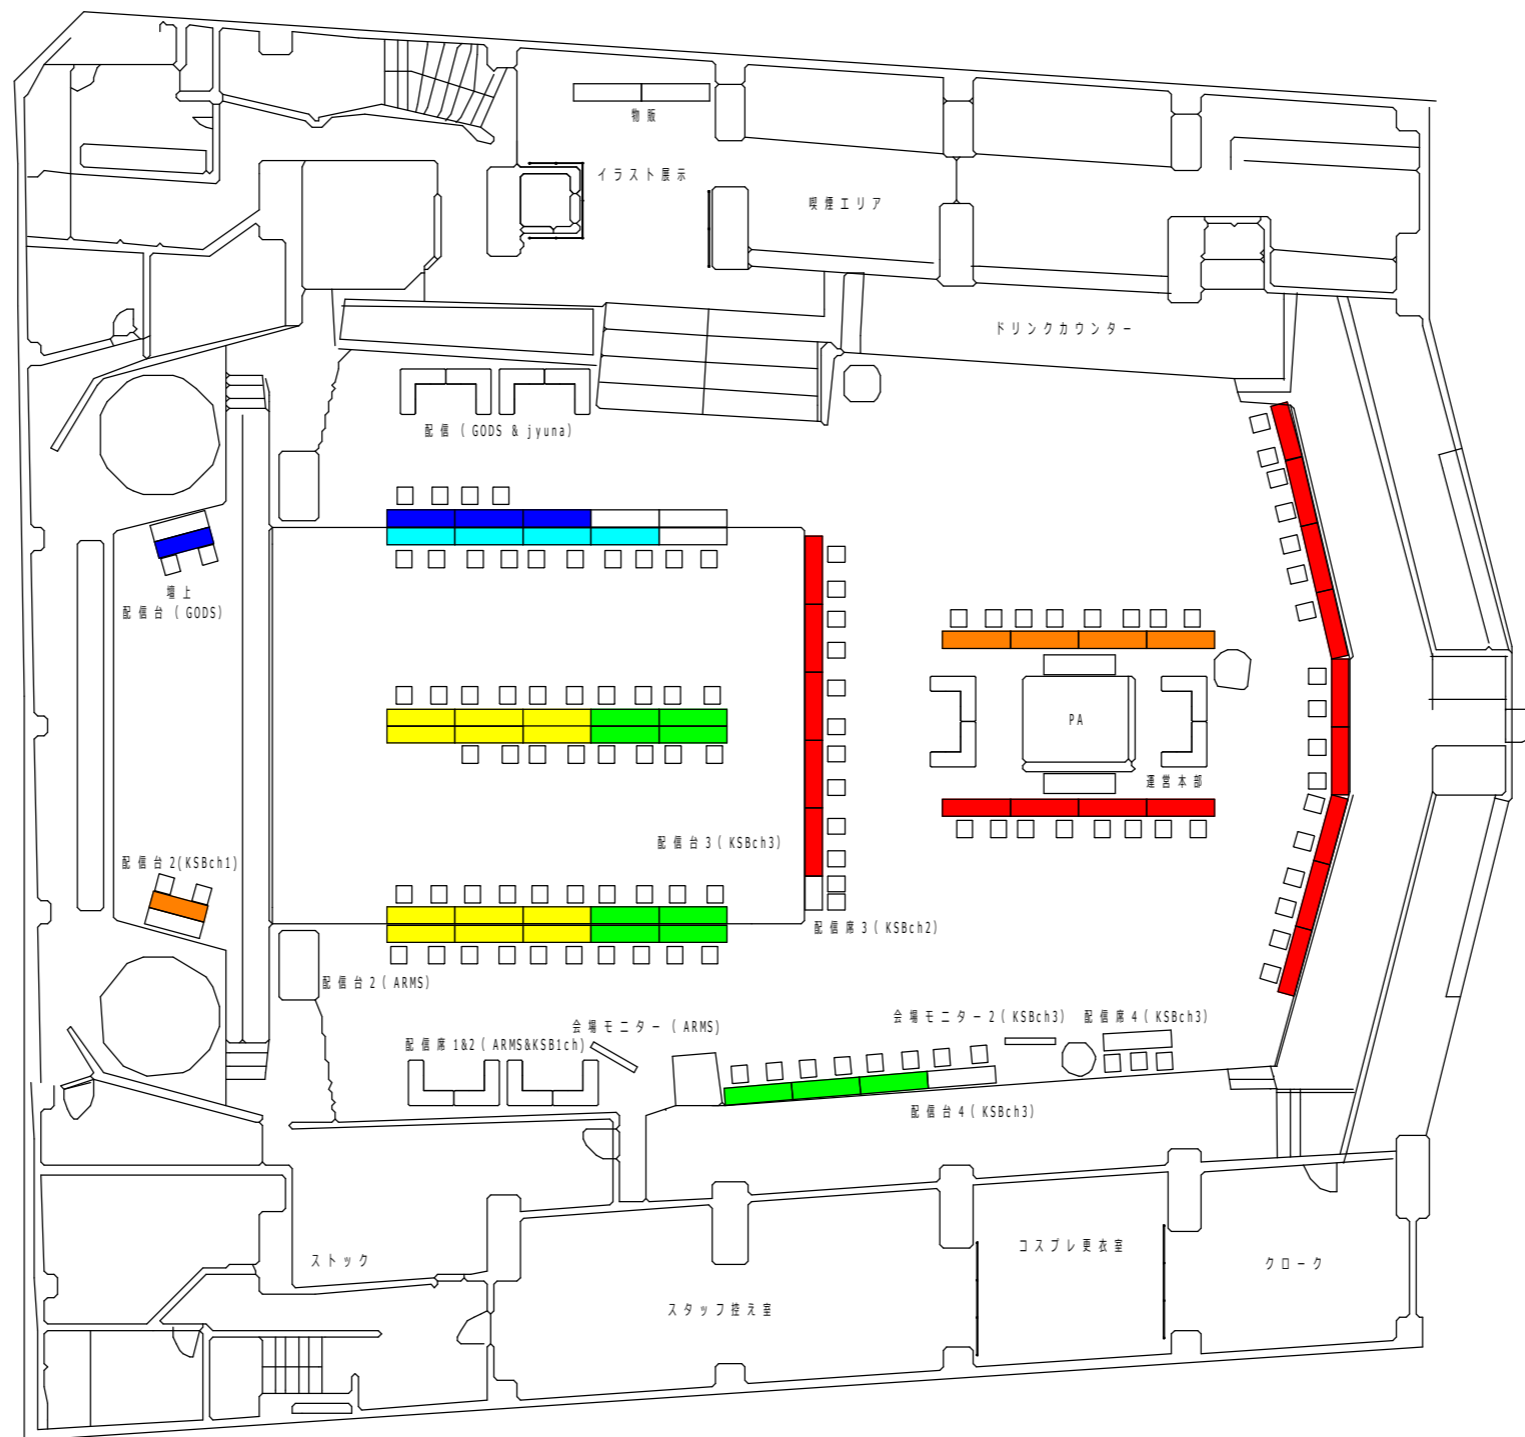 物販
イラスト展示
喫煙エリア
ドリンクカウンター
配信(GODS & jyuna)
壇上
配信台(GODS)
PA
運営本部
配信台3(KSBch3)
配信台2(KSBch1)
配信席3(KSBch2)
配信台2(ARMS)
会場モニター(ARMS)
会場モニター2(KSBch3)
配信席4(KSBch3)
配信席1&2(ARMS&KSB1ch)
配信台4(KSBch3)
ストック
コスプレ更衣室
クローク
スタッフ控え室